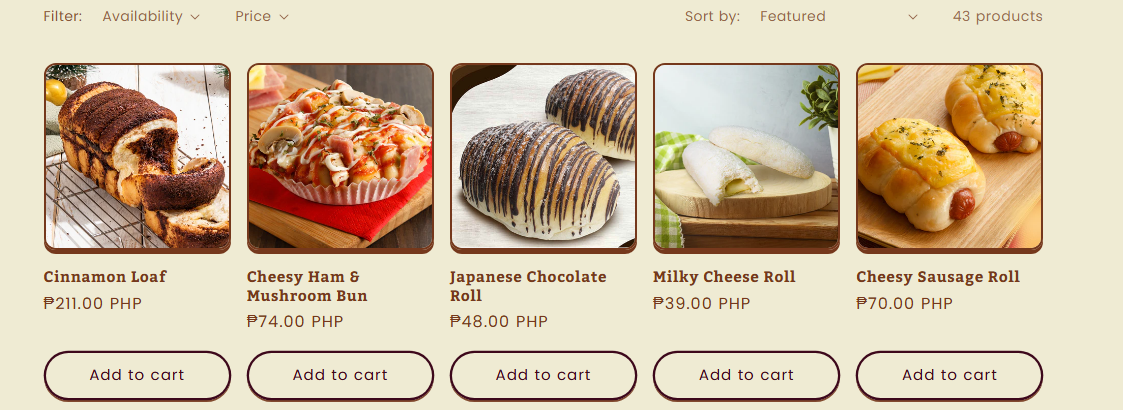 Filter: Availability Price Sort by: Featured 43 products
Cinnamon Loaf
₱211.00 PHP
Add to cart
Cheesy Ham &
Mushroom Bun
₱74.00 PHP
Add to cart
Japanese Chocolate
Roll
₱48.00 PHP
Add to cart
Milky Cheese Roll
₱39.00 PHP
Add to cart
Cheesy Sausage Roll
₱70.00 PHP
Add to cart